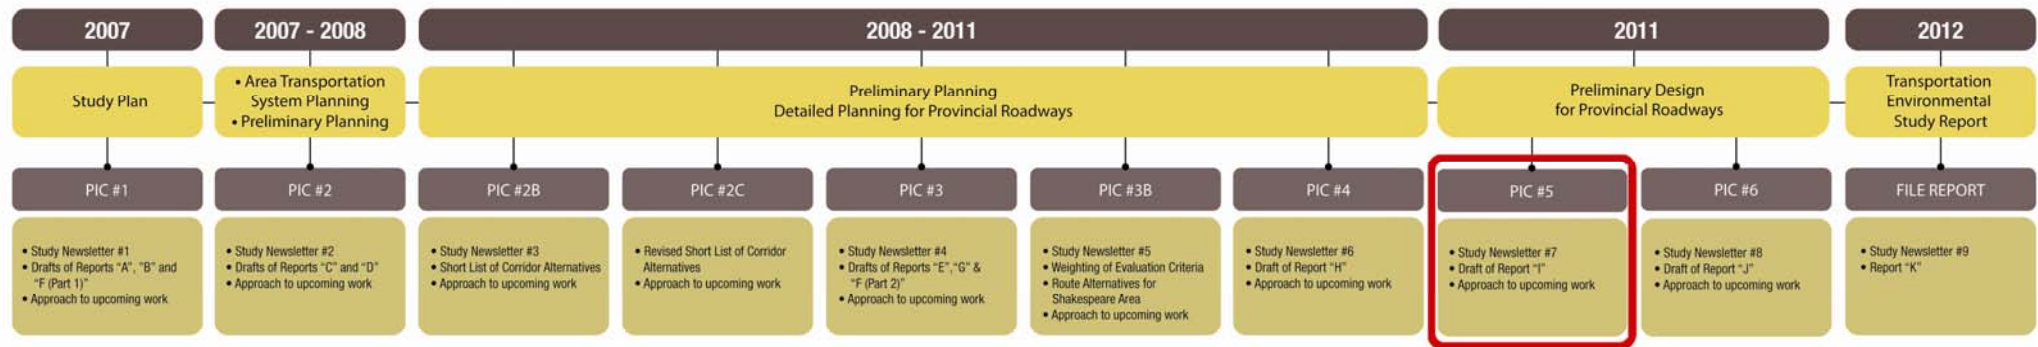 2007
2007 - 2008
2008 - 2011
2011
2012
Study Plan
• Area Transportation
System Planning
• Preliminary Planning
Preliminary Planning
Detailed Planning for Provincial Roadways
Preliminary Design
for Provincial Roadways
Transportation
Environmental
Study Report
PIC #1
PIC #2
PIC #2B
PIC #2C
PIC #3
PIC #3B
PIC #4
PIC #5
PIC #6
FILE REPORT
• Study Newsletter #1
• Drafts of Reports "A", "B" and
"F (Part 1)"
• Approach to upcoming work
• Study Newsletter #2
• Drafts of Reports "C" and "D"
• Approach to upcoming work
• Study Newsletter #3
• Short List of Corridor Alternatives
• Approach to upcoming work
• Revised Short List of Corridor
Alternatives
• Approach to upcoming work
• Study Newsletter #4
• Drafts of Reports "E","G" &
"F (Part 2)"
• Approach to upcoming work
• Study Newsletter #5
• Weighting of Evaluation Criteria
• Route Alternatives for
Shakespeare Area
• Approach to upcoming work
• Study Newsletter #6
• Draft of Report "H"
• Approach to upcoming work
• Study Newsletter #7
• Draft of Report "I"
• Approach to upcoming work
• Study Newsletter #8
• Draft of Report "J"
• Approach to upcoming work
• Study Newsletter #9
• Report "K"